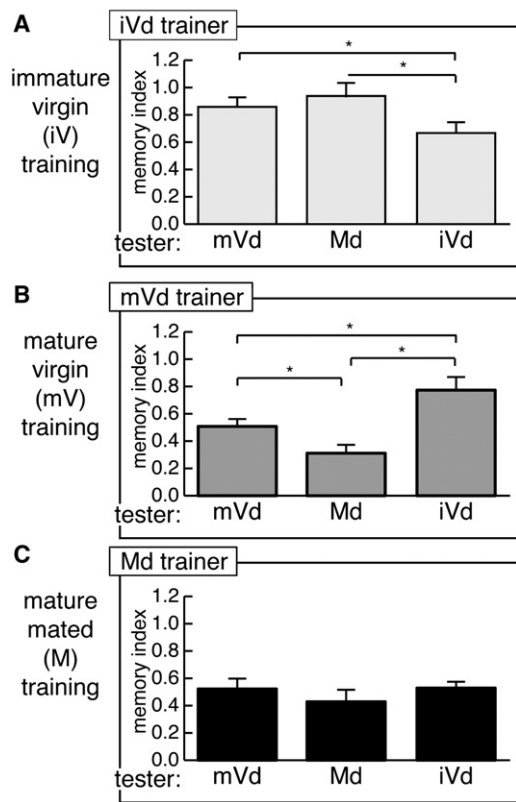 A
iVd trainer
immature
virgin
(iV)
training
memory index
1.2
1.0
0.8
0.6
0.4
0.2
0.0
*
*
tester: mVd Md iVd
B
mVd trainer
mature
virgin
(mV)
training
memory index
1.2
1.0
0.8
0.6
0.4
0.2
0.0
*
*
*
tester: mVd Md iVd
C
Md trainer
mature
mated
(M)
training
memory index
1.2
1.0
0.8
0.6
0.4
0.2
0.0
tester: mVd Md iVd